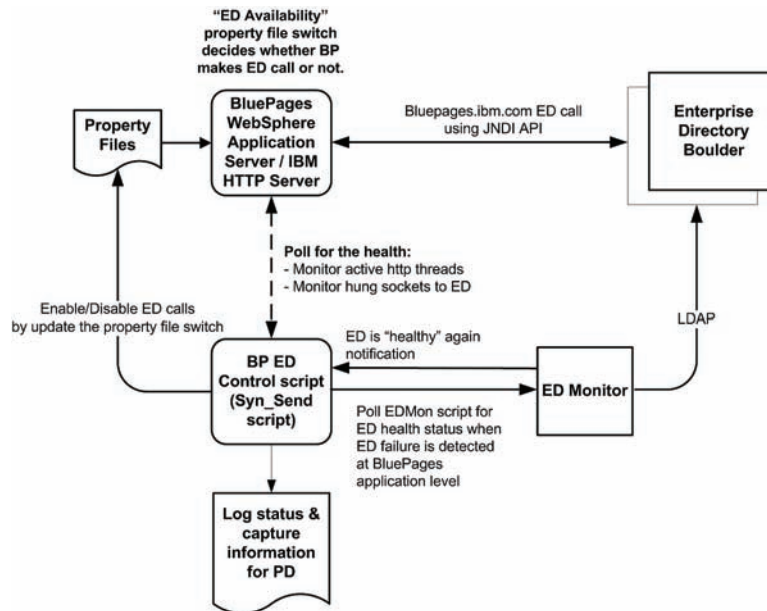 “ED Availability”
property file switch
decides whether BP
makes ED call or not.
Property
Files
BluePages
WebSphere
Application
Server / IBM
HTTP Server
Bluepages.ibm.com ED call
using JNDI API
Enterprise
Directory
Boulder
Poll for the health:
- Monitor active http threads
- Monitor hung sockets to ED
Enable/Disable ED calls
by update the property file switch
LDAP
ED is “healthy” again
notification
BP ED
Control script
(Syn_Send
script)
ED Monitor
Poll EDMon script for
ED health status when
ED failure is detected
at BluePages
application level
Log status &
capture
information
for PD